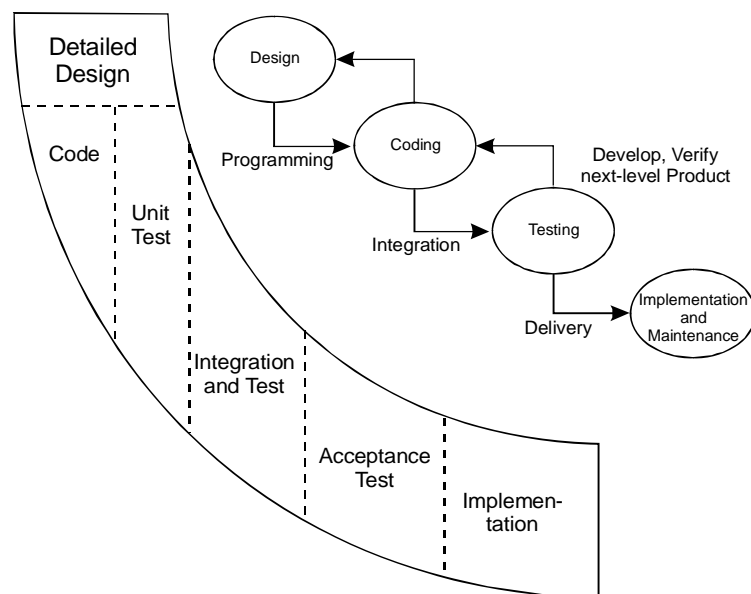 Detailed
Design
Code
Unit
Test
Integration
and Test
Acceptance
Test
Implemen-
tation
Design
Programming
Coding
Integration
Develop, Verify
next-level Product
Testing
Delivery
Implementation
and
Maintenance